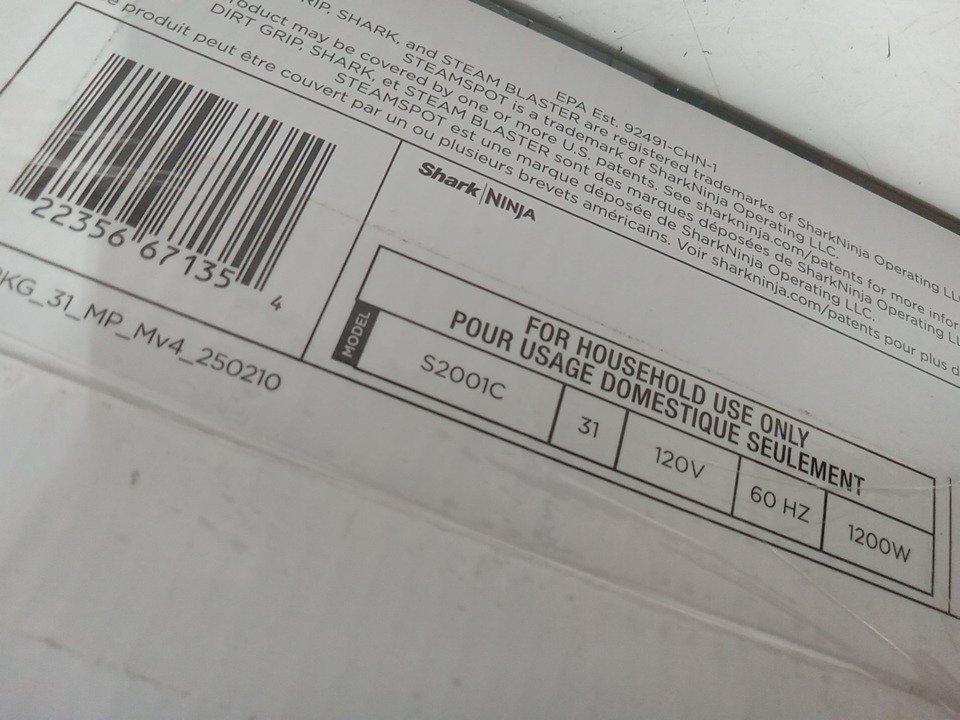 RIP, SHARK, and STEAM BLASTER are registered trademarks of SharkNinja Operating
STEAMSPOT is a trademark of SharkNinja Operating LLC.
EPA Est. 92491-CHN-1
product may be covered by one or more U.S. patents. See sharkninja.com/patents for more
DIRT GRIP, SHARK, et STEAM BLASTER sont des marques déposées de SharkNinja Operating
STEAMSPOT est une marque déposée de SharkNinja Operating LLC.
produit peut être couvert par un ou plusieurs brevets américains. Voir sharkninja.com/patents pour plus
22356 67135 4
PKG_31_MP_Mv4_250210
Shark | NINJA
FOR HOUSEHOLD USE ONLY
POUR USAGE DOMESTIQUE SEULEMENT
MODEL
S2001C
31
120V
60 HZ
1200W